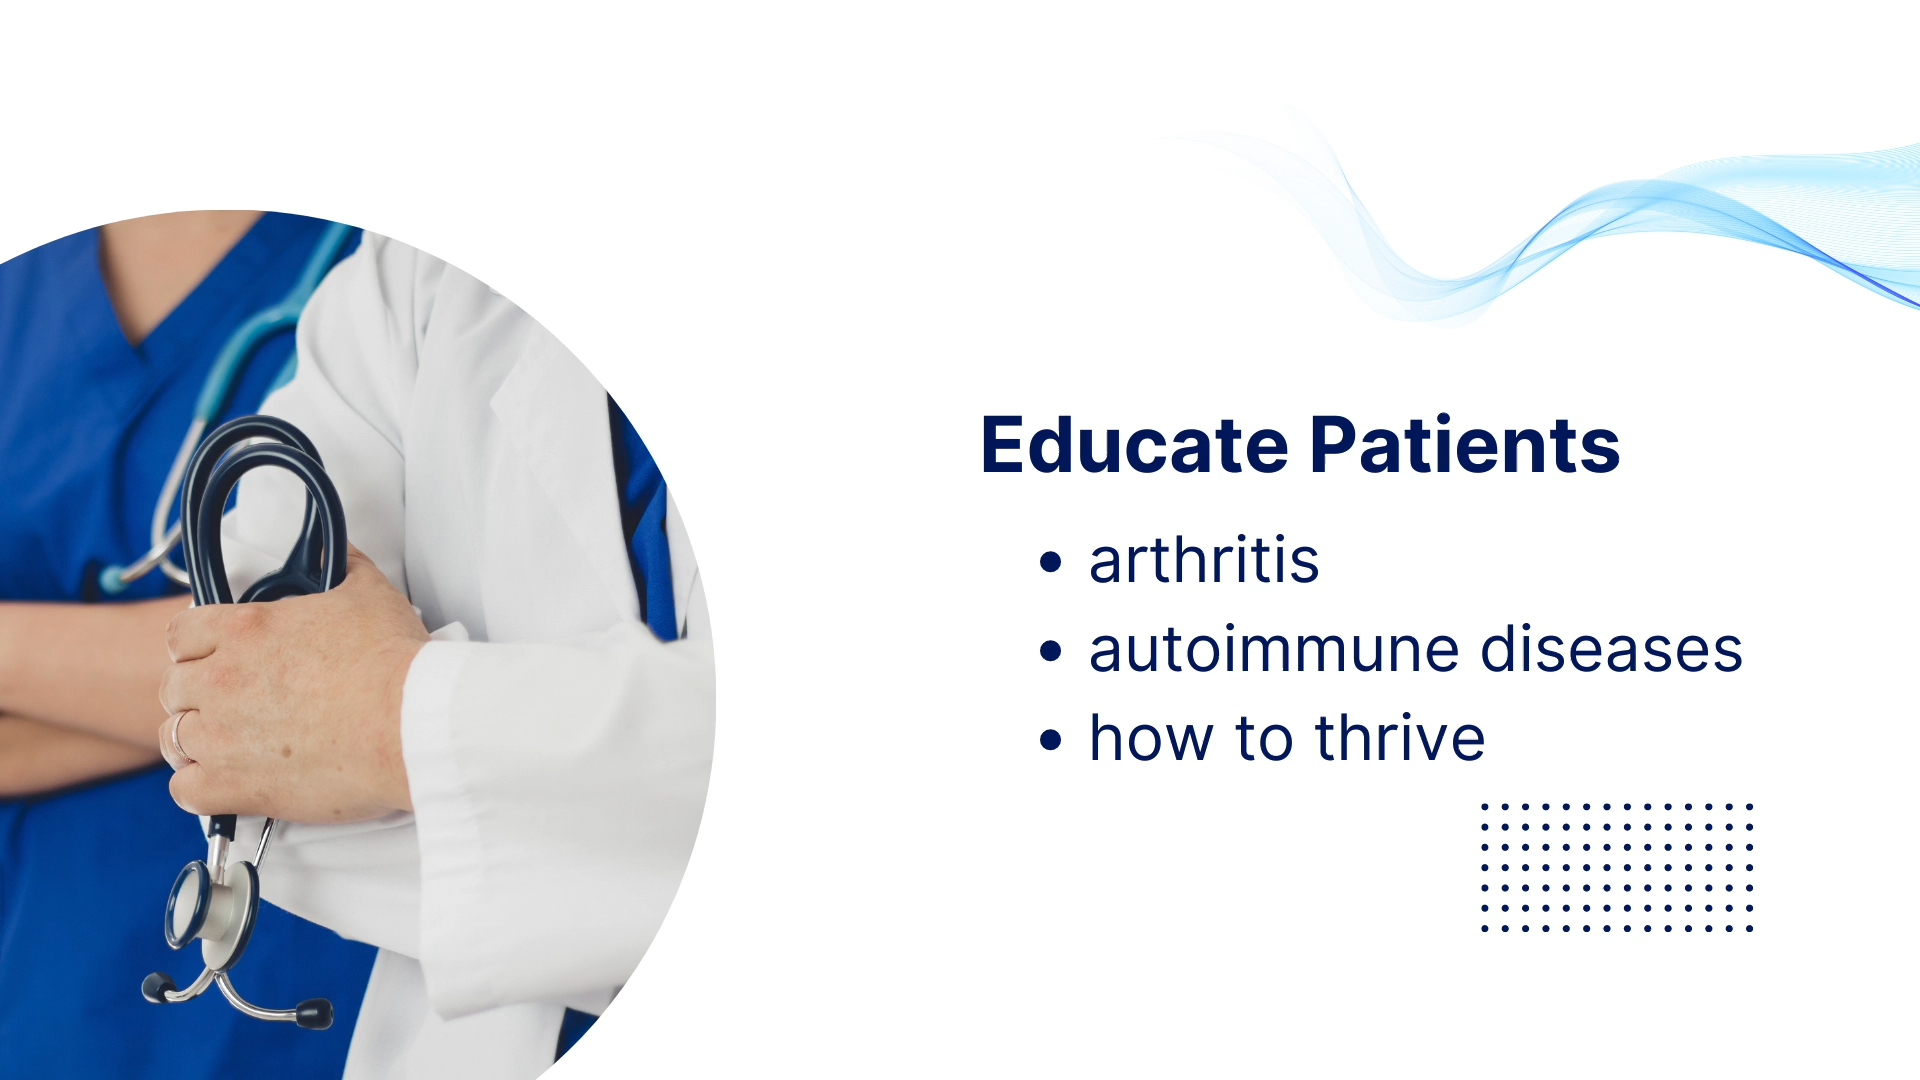 Educate Patients
• arthritis
• autoimmune diseases
• how to thrive